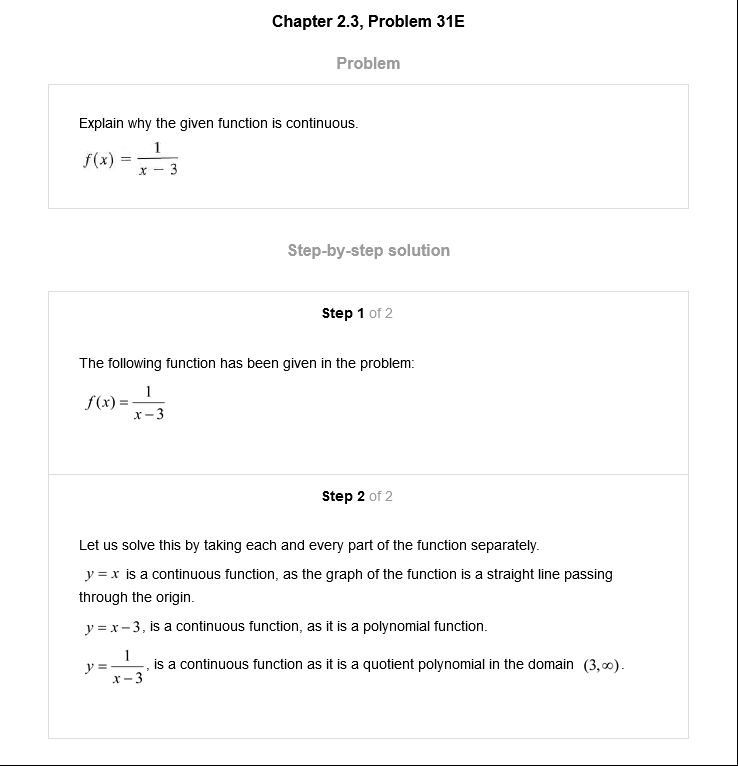 Chapter 2.3, Problem 31E
Problem
Explain why the given function is continuous.
f(x) = 1/(x − 3)
Step-by-step solution
Step 1 of 2
The following function has been given in the problem:
f(x) = 1/(x − 3)
Step 2 of 2
Let us solve this by taking each and every part of the function separately.
y = x is a continuous function, as the graph of the function is a straight line passing
through the origin.
y = x − 3, is a continuous function, as it is a polynomial function.
y = 1/(x − 3), is a continuous function as it is a quotient polynomial in the domain (3,∞).